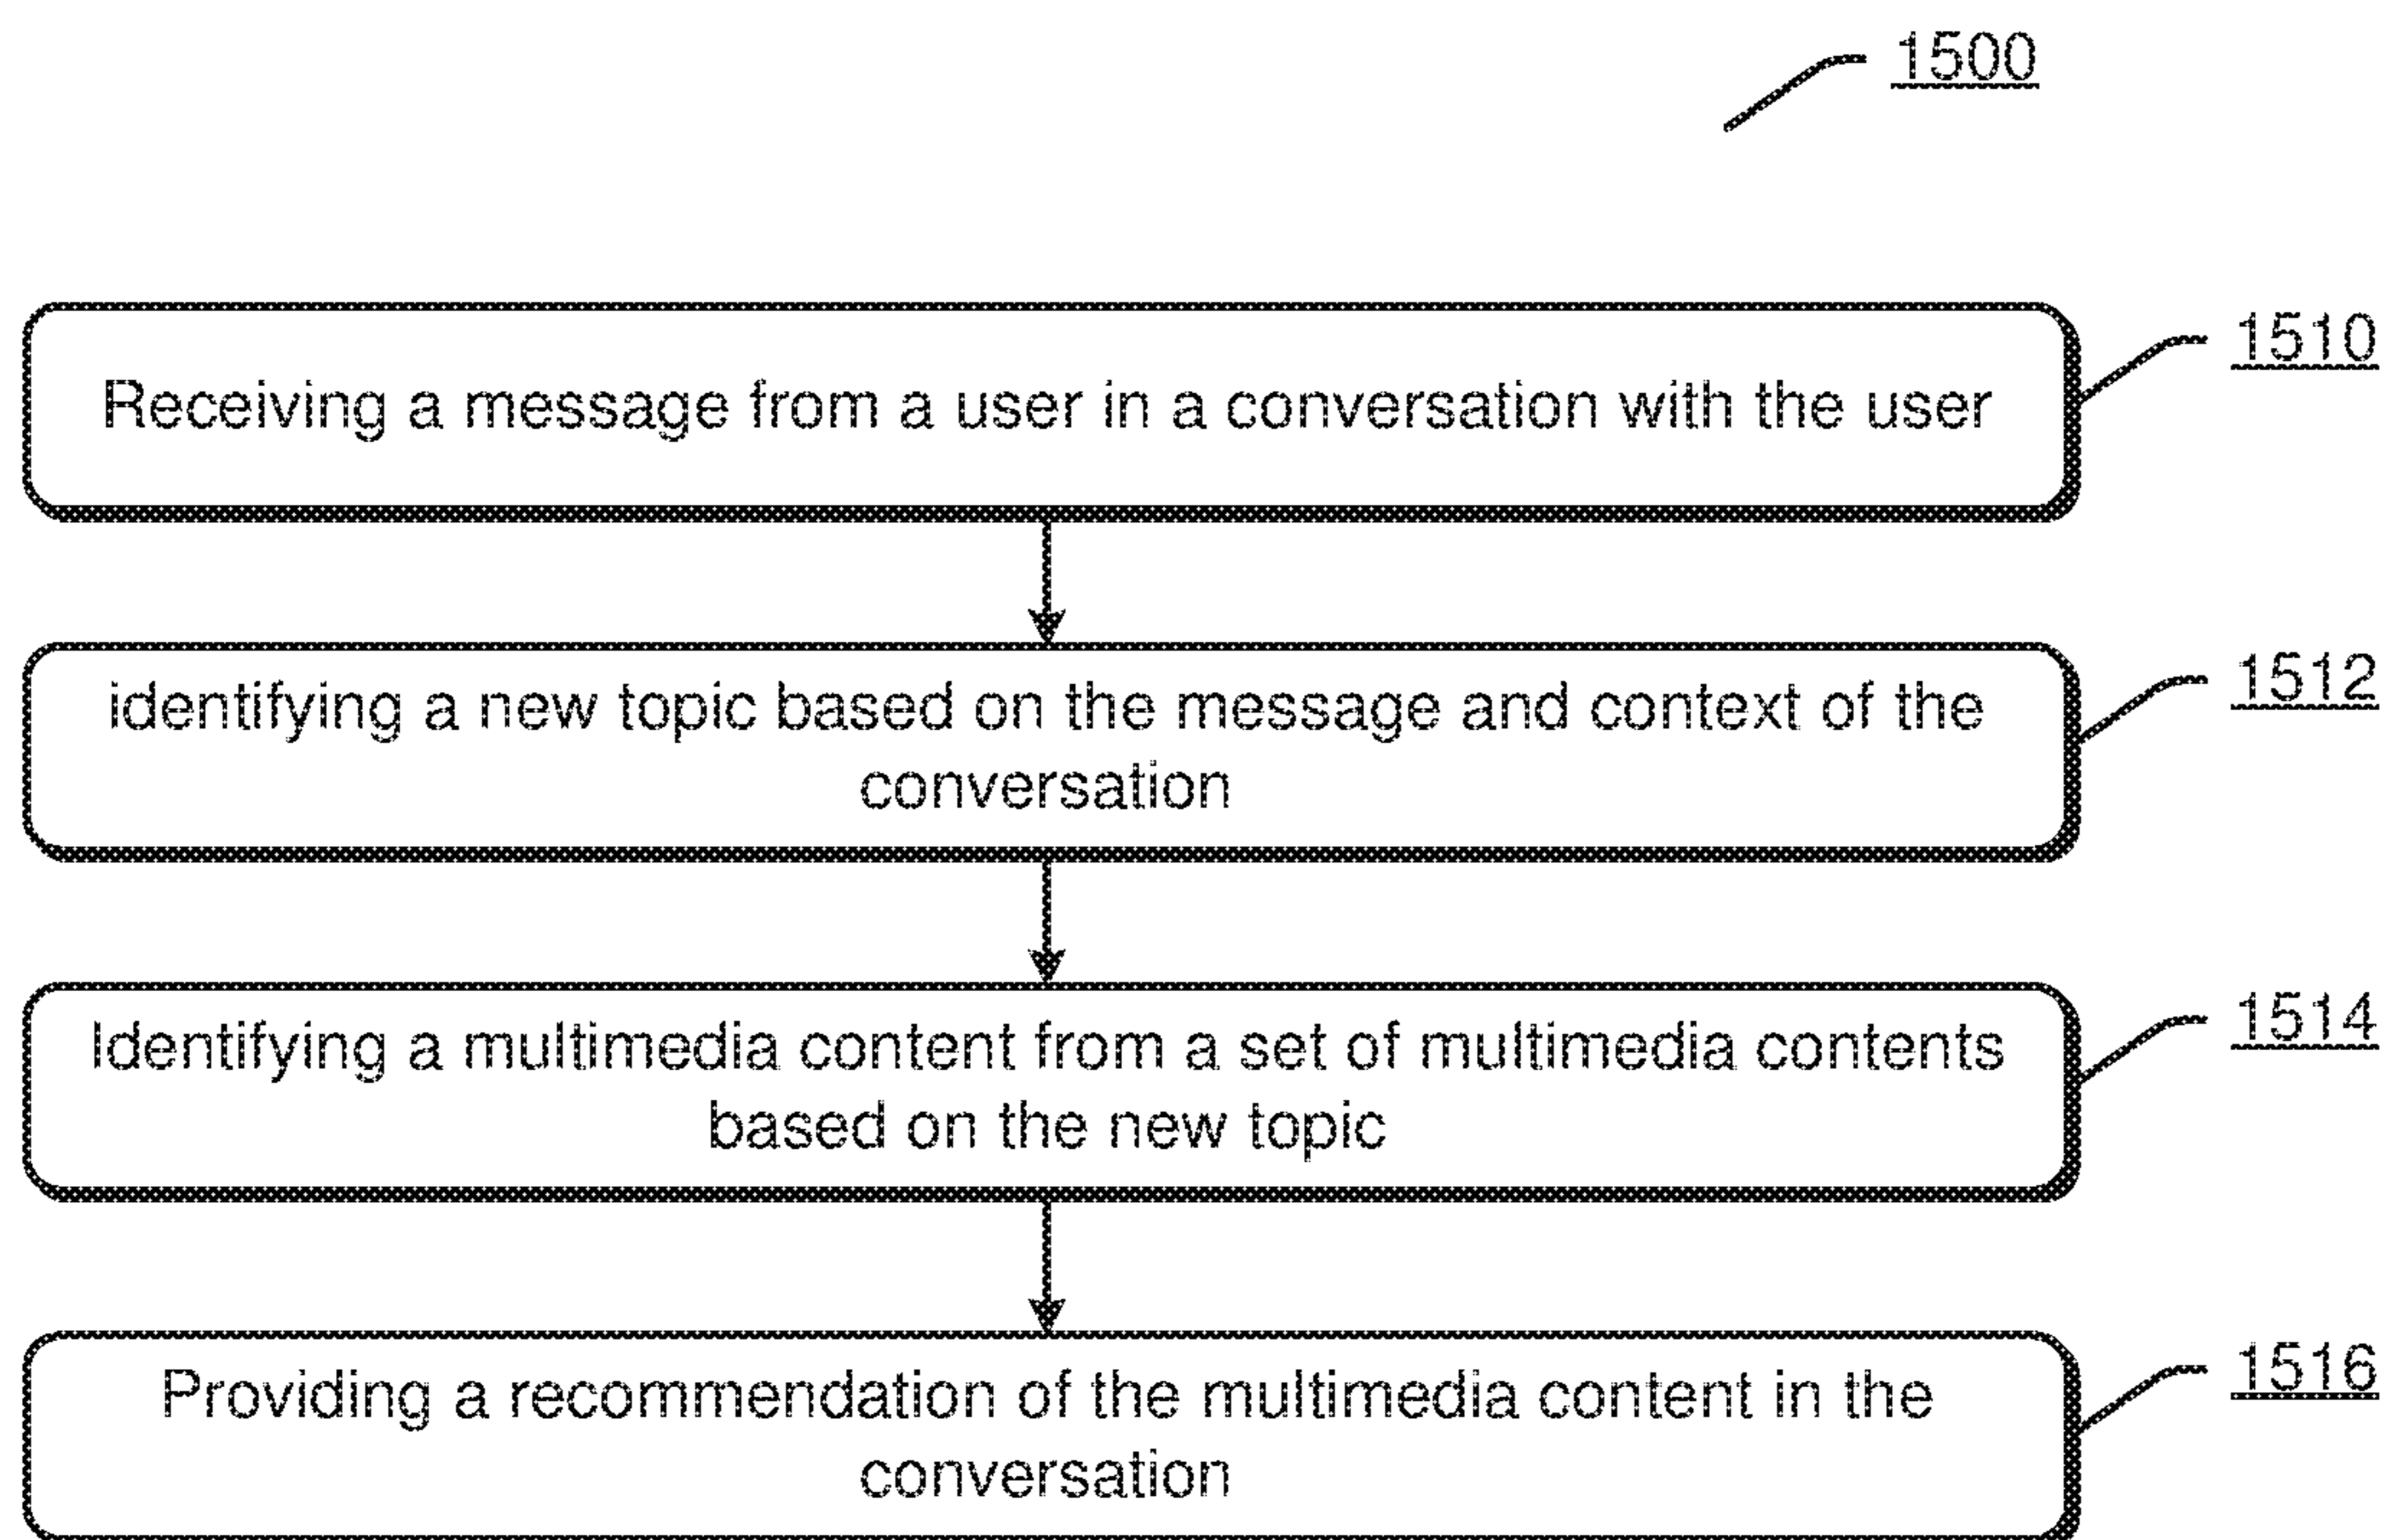 1500
Receiving a message from a user in a conversation with the user
1510
identifying a new topic based on the message and context of the
conversation
1512
Identifying a multimedia content from a set of multimedia contents
based on the new topic
1514
Providing a recommendation of the multimedia content in the
conversation
1516